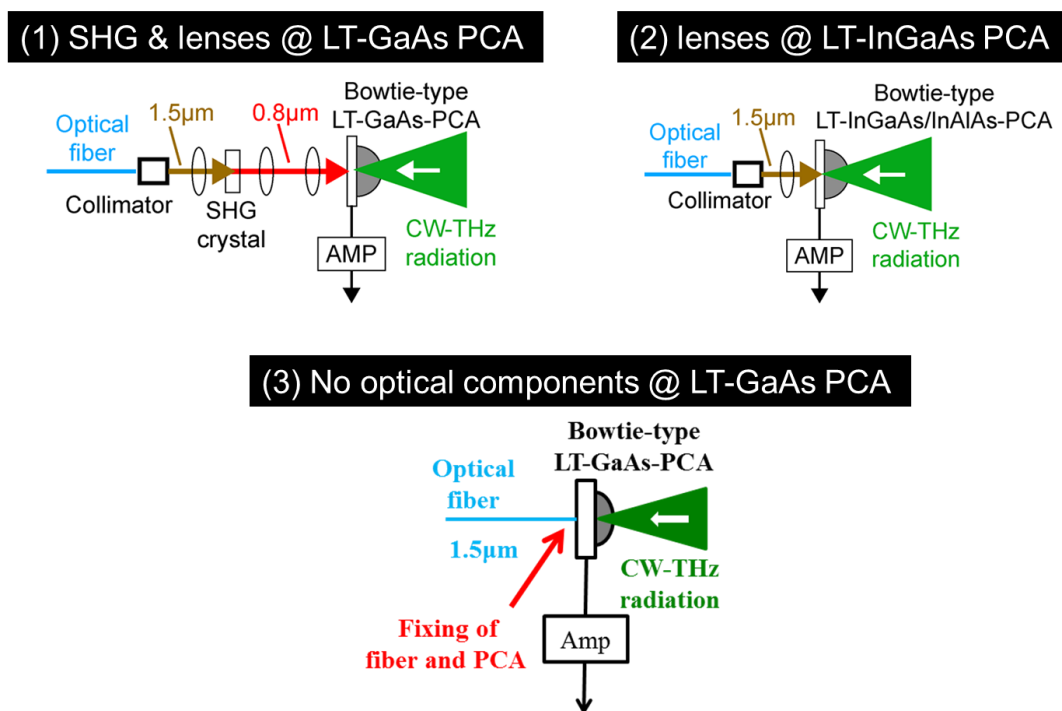 (1) SHG & lenses @ LT-GaAs PCA
Optical
fiber
1.5μm
0.8μm
Bowtie-type
LT-GaAs-PCA
Collimator
SHG
crystal
AMP
CW-THz
radiation
(2) lenses @ LT-InGaAs PCA
Optical
fiber
1.5μm
Bowtie-type
LT-InGaAs/InAlAs-PCA
Collimator
AMP
CW-THz
radiation
(3) No optical components @ LT-GaAs PCA
Bowtie-type
LT-GaAs-PCA
Optical
fiber
1.5μm
CW-THz
radiation
Fixing of
fiber and PCA
Amp